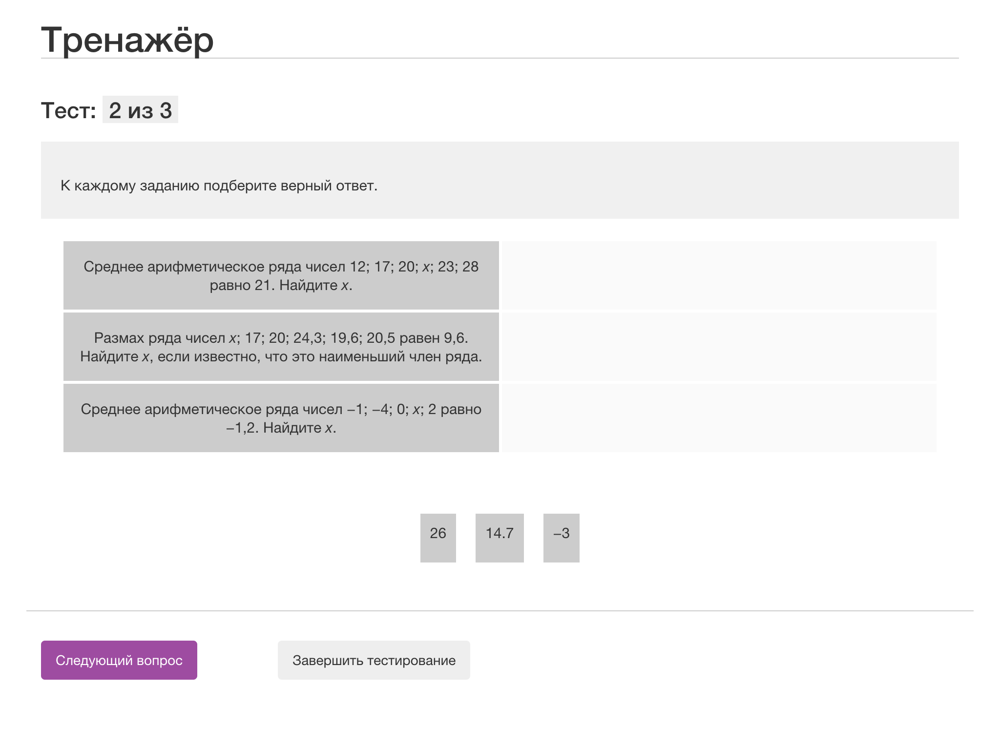 Тренажёр
Тест: 2 из 3
К каждому заданию подберите верный ответ.
Среднее арифметическое ряда чисел 12; 17; 20; x; 23; 28
равно 21. Найдите x.
Размах ряда чисел x; 17; 20; 24,3; 19,6; 20,5 равен 9,6.
Найдите x, если известно, что это наименьший член ряда.
Среднее арифметическое ряда чисел –1; –4; 0; x; 2 равно
–1,2. Найдите x.
26 14.7 –3
Следующий вопрос Завершить тестирование